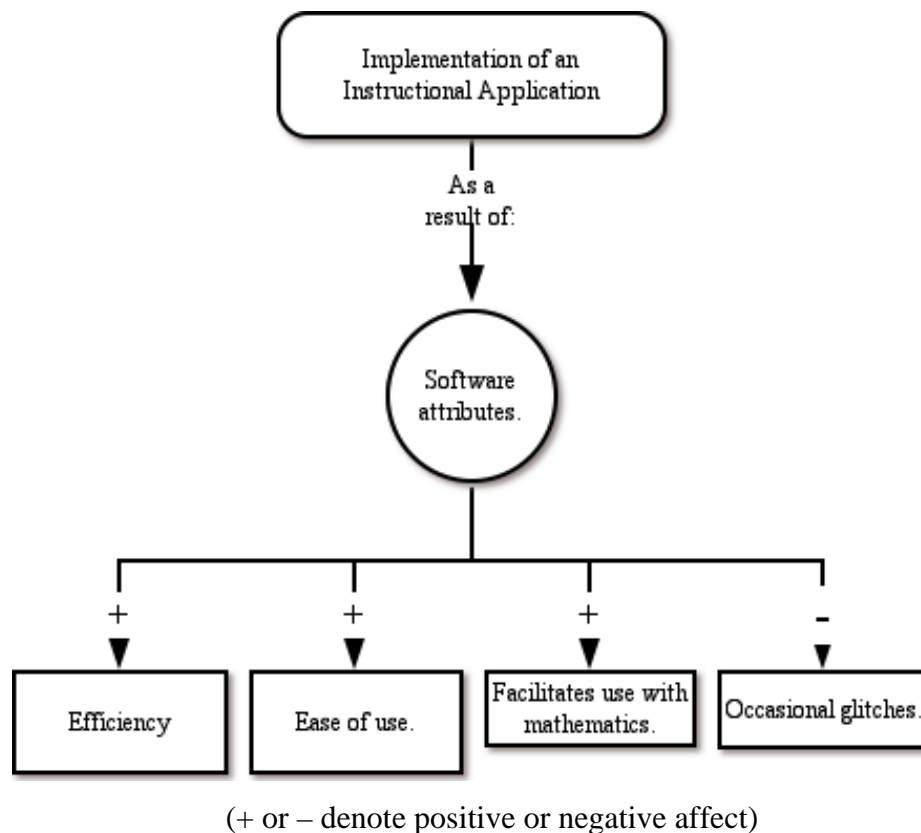 Implementation of an
Instructional Application
As a
result of:
Software
attributes.
+
+
+
-
Efficiency
Ease of use.
Facilitates use with
mathematics.
Occasional glitches.
(+ or – denote positive or negative affect)